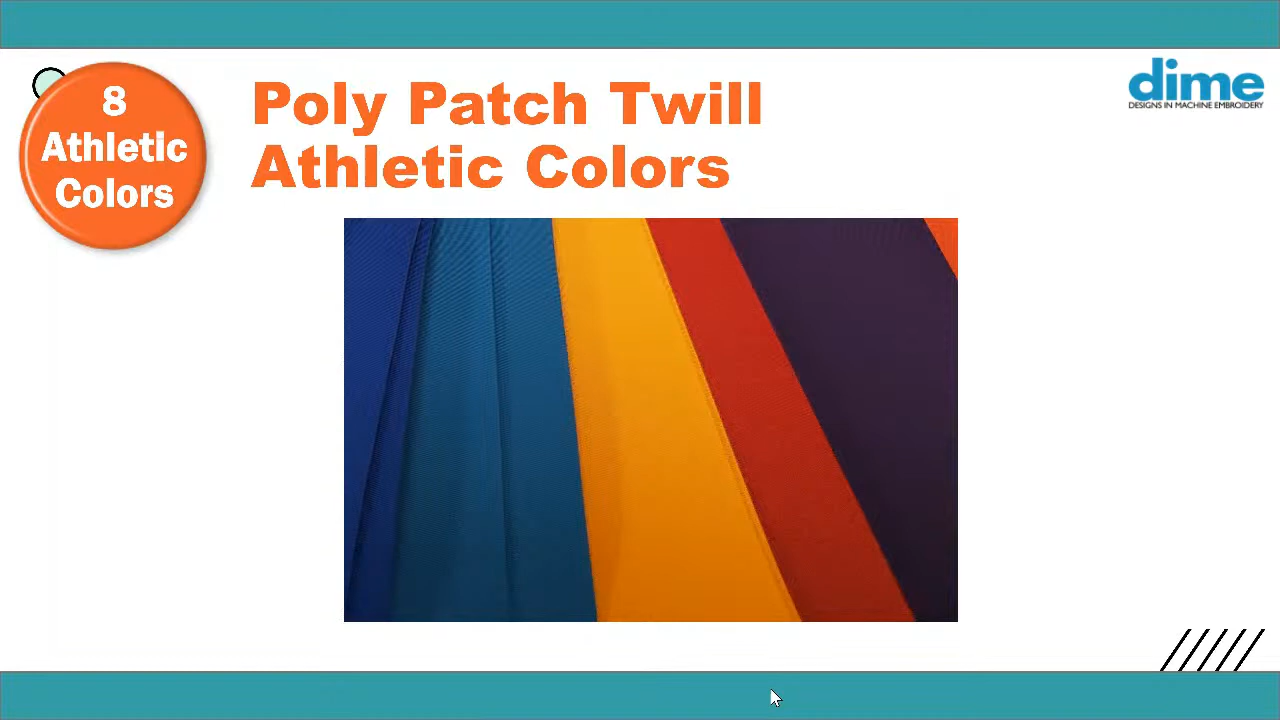 8
Athletic
Colors
Poly Patch Twill
Athletic Colors
dime
DESIGNS IN MACHINE EMBROIDERY